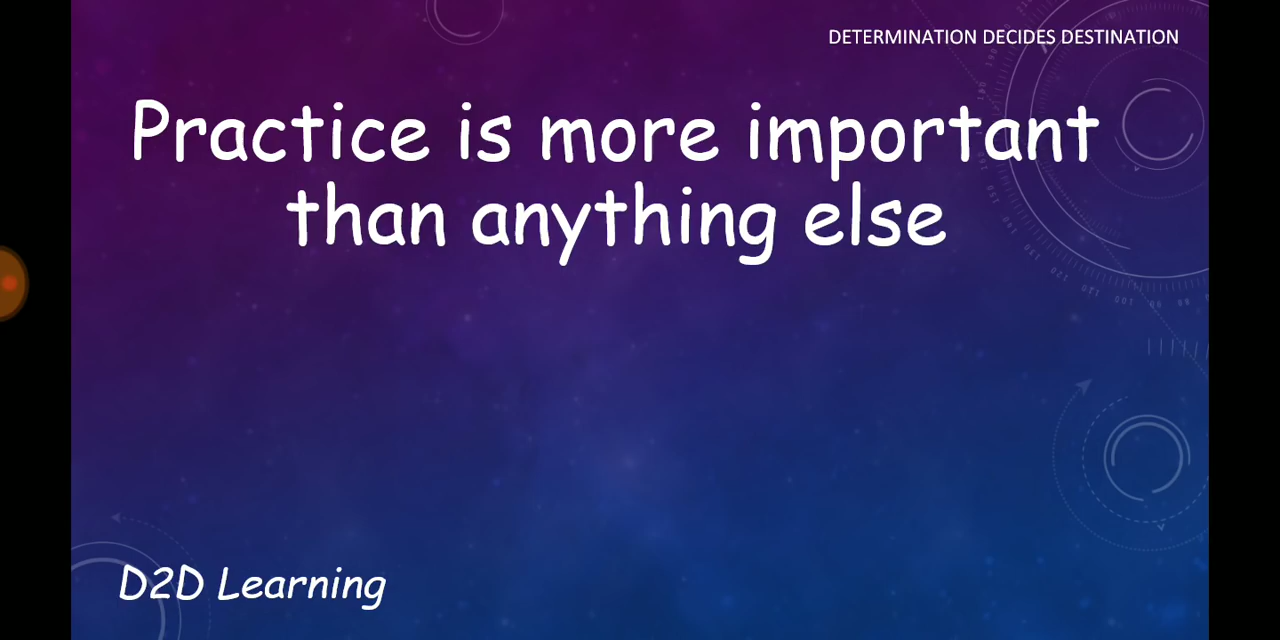 DETERMINATION DECIDES DESTINATION
Practice is more important
than anything else
D2D Learning